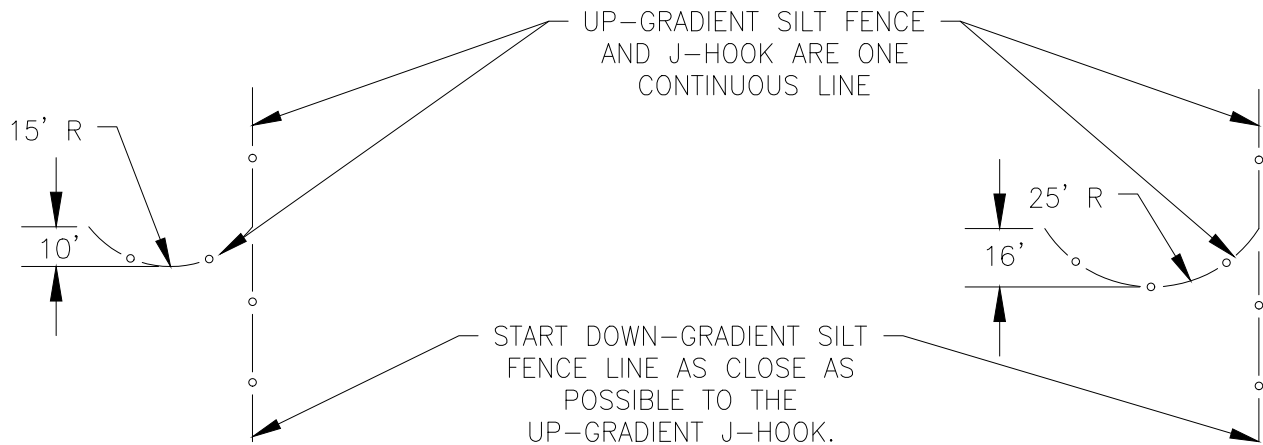 UP-GRADIENT SILT FENCE
AND J-HOOK ARE ONE
CONTINUOUS LINE
15' R
10'
25' R
16'
START DOWN-GRADIENT SILT
FENCE LINE AS CLOSE AS
POSSIBLE TO THE
UP-GRADIENT J-HOOK.